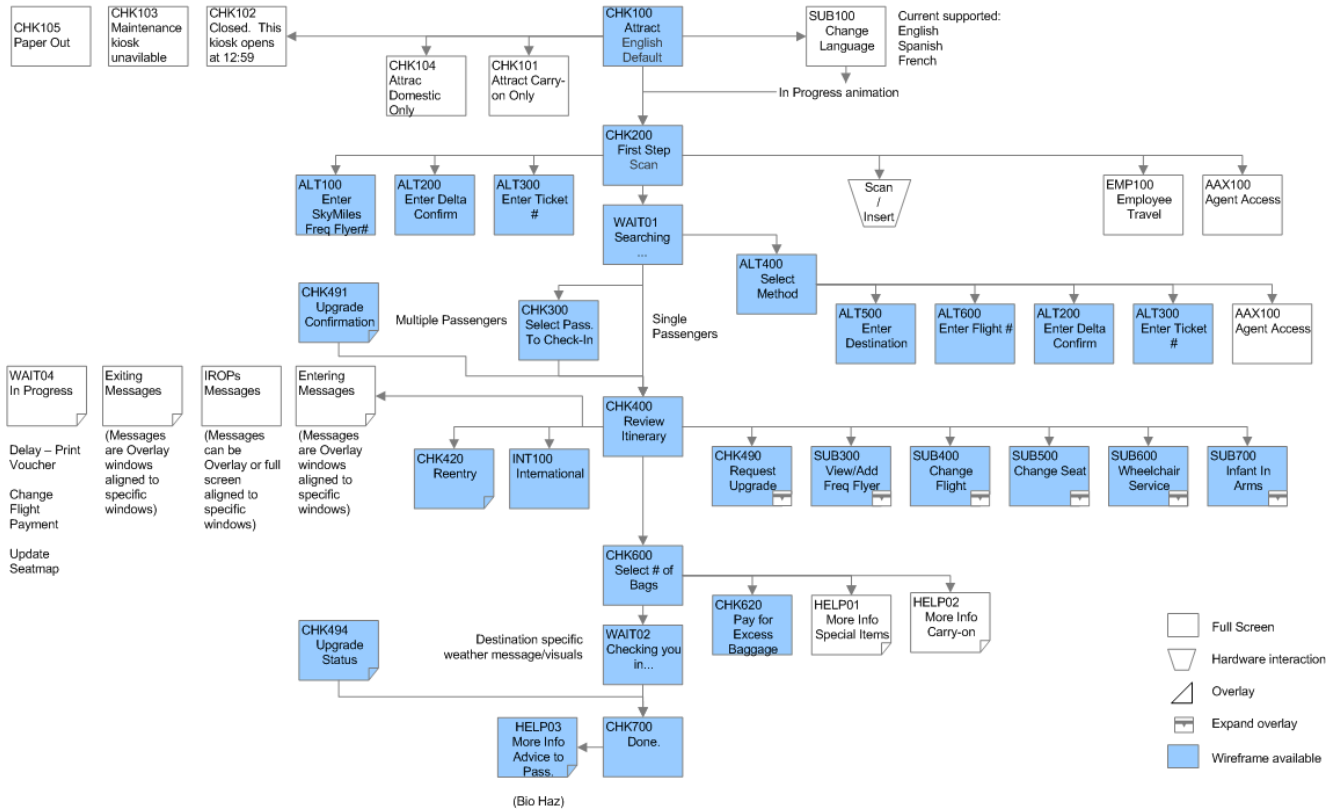 CHK105
Paper Out
CHK103
Maintenance
kiosk
unavailable
CHK102
Closed. This
kiosk opens
at 12:59
CHK100
Attract
English
Default
SUB100
Change
Language
Current supported:
English
Spanish
French
CHK104
Attrac
Domestic
Only
CHK101
Attract Carry-
on Only
In Progress animation
CHK200
First Step
Scan
ALT100
Enter
SkyMiles
Freq Flyer#
ALT200
Enter Delta
Confirm
ALT300
Enter Ticket
#
Scan
/
Insert
EMP100
Employee
Travel
AAX100
Agent Access
WAIT01
Searching
...
ALT400
Select
Method
CHK491
Upgrade
Confirmation
Multiple Passengers
CHK300
Select Pass.
To Check-In
Single
Passengers
ALT500
Enter
Destination
ALT600
Enter Flight #
ALT200
Enter Delta
Confirm
ALT300
Enter Ticket
#
AAX100
Agent Access
WAIT04
In Progress
Exiting
Messages
IROPs
Messages
Entering
Messages
CHK400
Review
Itinerary
Delay – Print
Voucher
Change
Flight
Payment
Update
Seatmap
(Messages
are Overlay
windows
aligned to
specific
windows)
(Messages
can be
Overlay or full
screen
aligned to
specific
windows)
(Messages
are Overlay
windows
aligned to
specific
windows)
CHK420
Reentry
INT100
International
CHK490
Request
Upgrade
SUB300
View/Add
Freq Flyer
SUB400
Change
Flight
SUB500
Change Seat
SUB600
Wheelchair
Service
SUB700
Infant In
Arms
CHK600
Select # of
Bags
CHK620
Pay for
Excess
Baggage
HELP01
More Info
Special Items
HELP02
More Info
Carry-on
CHK494
Upgrade
Status
Destination specific
weather message/visuals
WAIT02
Checking you
in...
HELP03
More Info
Advice to
Pass.
CHK700
Done.
(Bio Haz)
Full Screen
Hardware interaction
Overlay
Expand overlay
Wireframe available